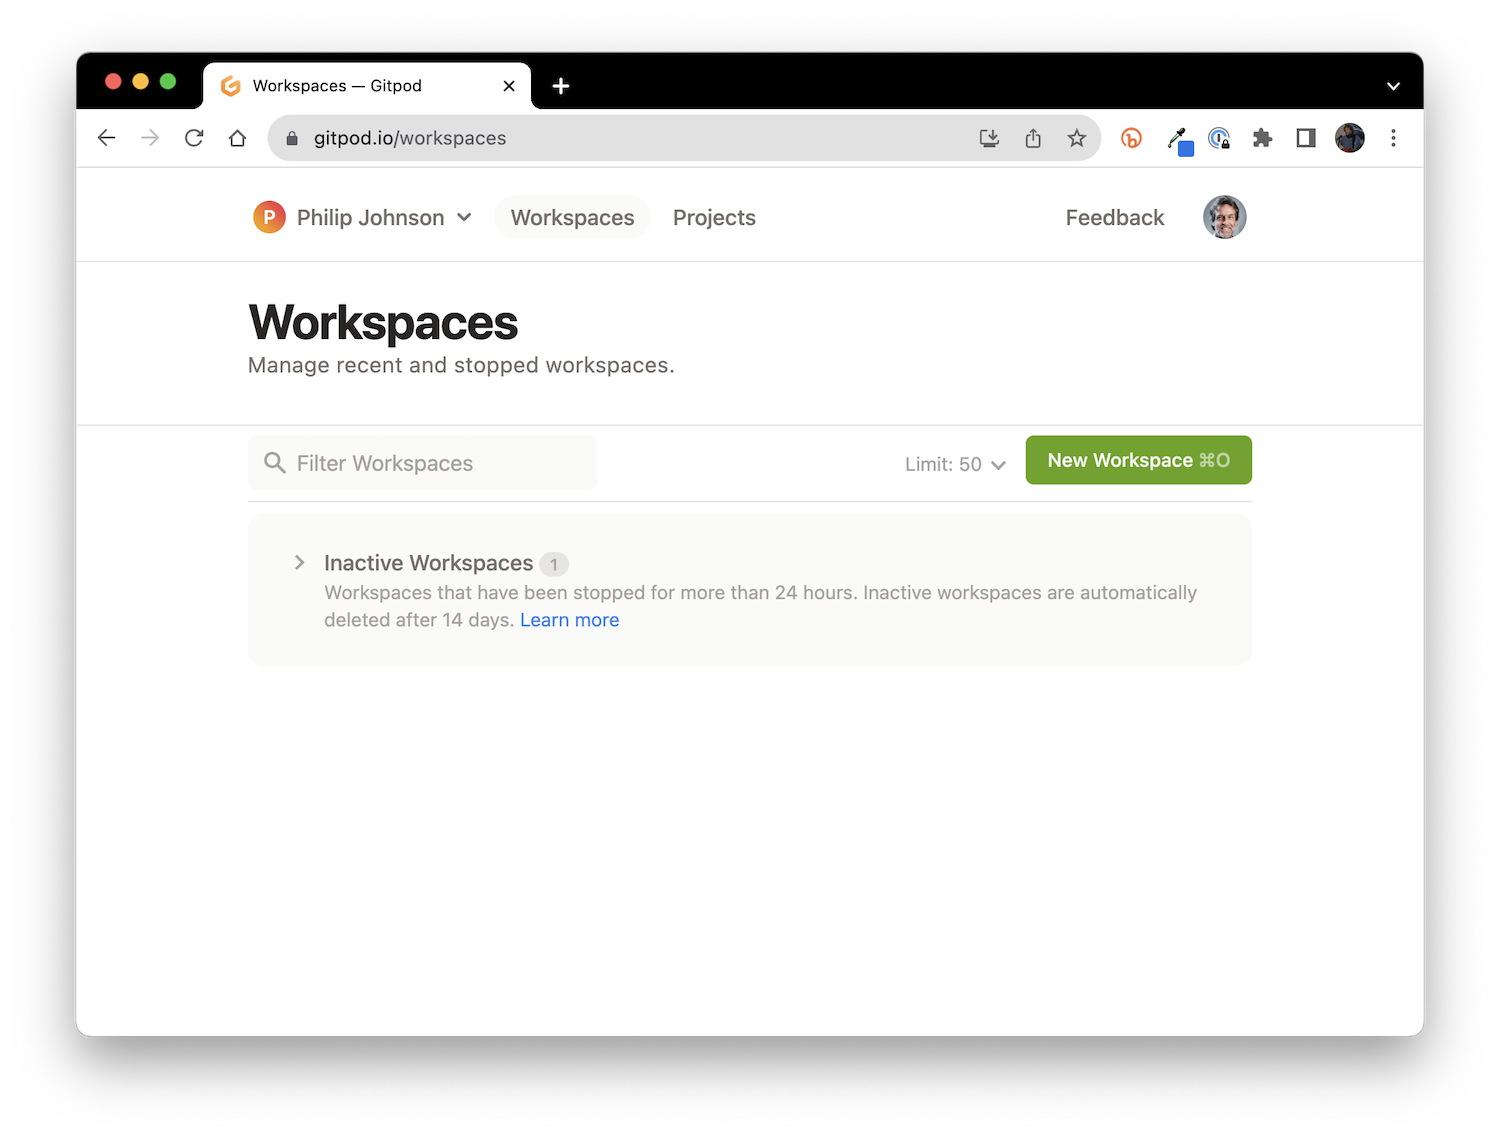 Workspaces — Gitpod
gitpod.io/workspaces
P Philip Johnson Workspaces Projects Feedback
Workspaces
Manage recent and stopped workspaces.
Filter Workspaces Limit: 50 New Workspace ⌘O
Inactive Workspaces 1
Workspaces that have been stopped for more than 24 hours. Inactive workspaces are automatically
deleted after 14 days. Learn more